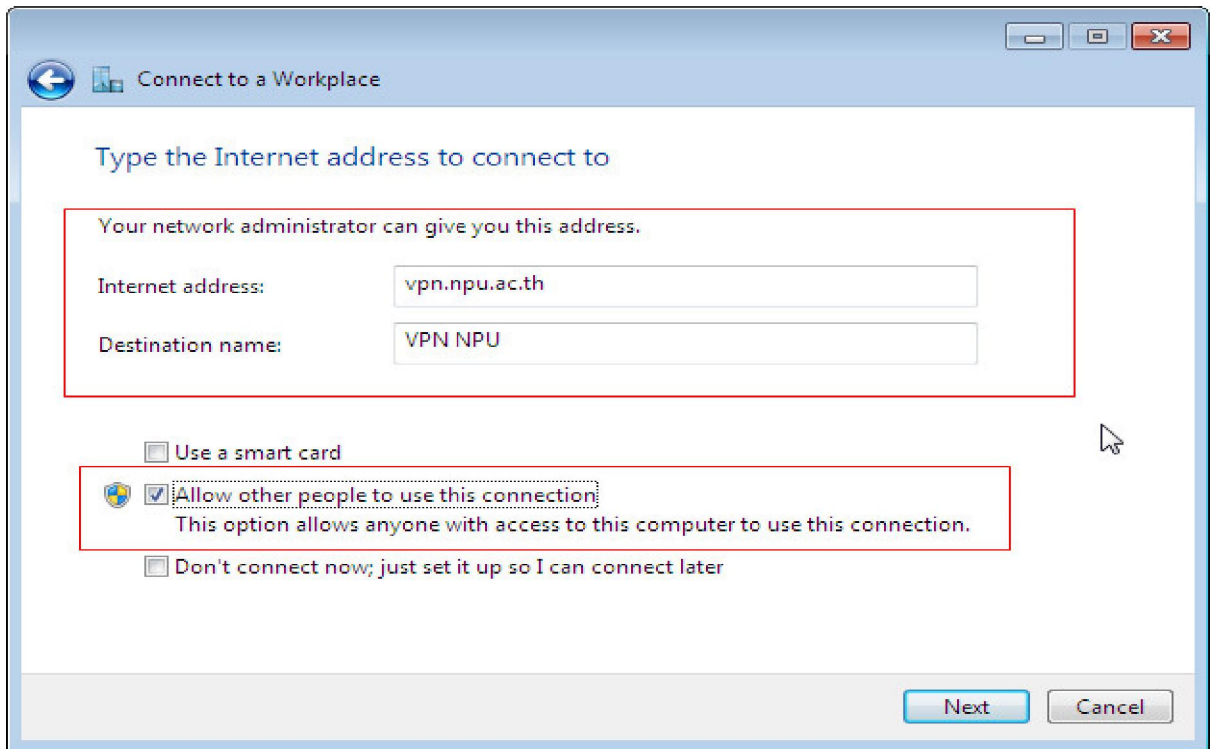 Connect to a Workplace
Type the Internet address to connect to
Your network administrator can give you this address.
Internet address:
vpn.npu.ac.th
Destination name:
VPN NPU
Use a smart card
Allow other people to use this connection
This option allows anyone with access to this computer to use this connection.
Don't connect now; just set it up so I can connect later
Next
Cancel